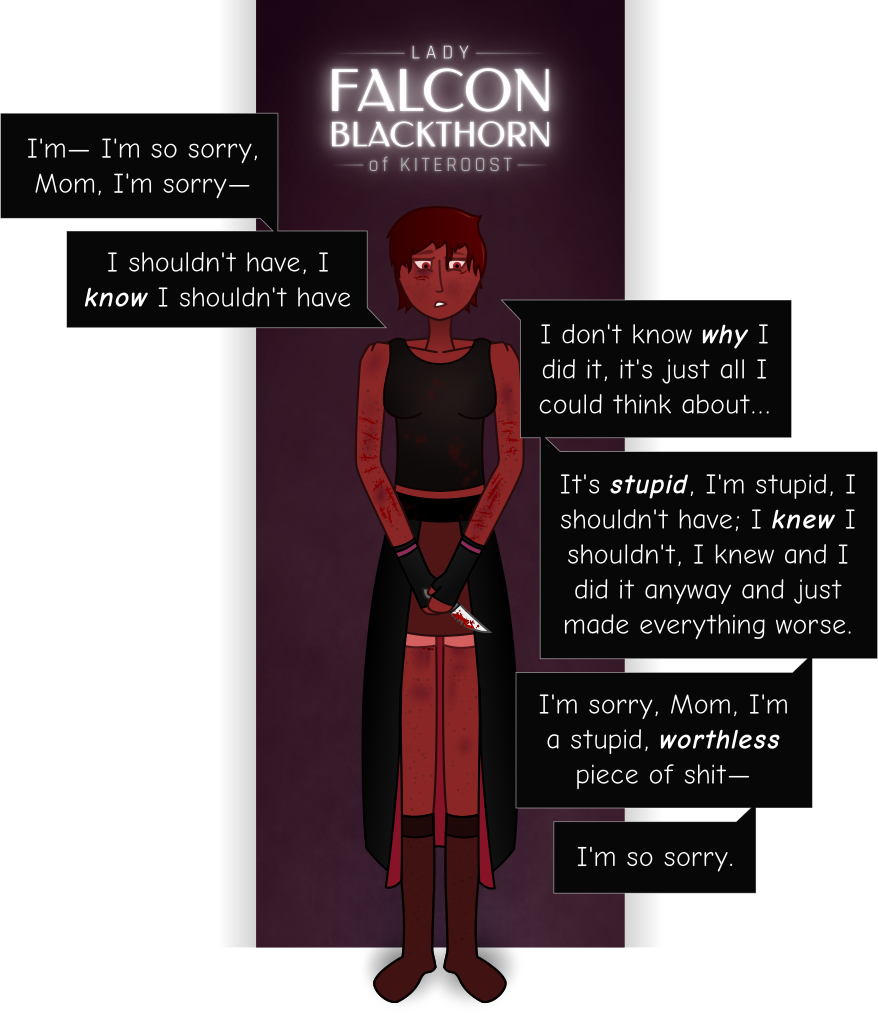 LADY
FALCON
BLACKTHORN
of KITEROOST
I'm— I'm so sorry,
Mom, I'm sorry—
I shouldn't have, I
know I shouldn't have
I don't know why I
did it, it's just all I
could think about...
It's stupid, I'm stupid, I
shouldn't have; I knew I
shouldn't, I knew and I
did it anyway and just
made everything worse.
I'm sorry, Mom, I'm
a stupid, worthless
piece of shit—
I'm so sorry.